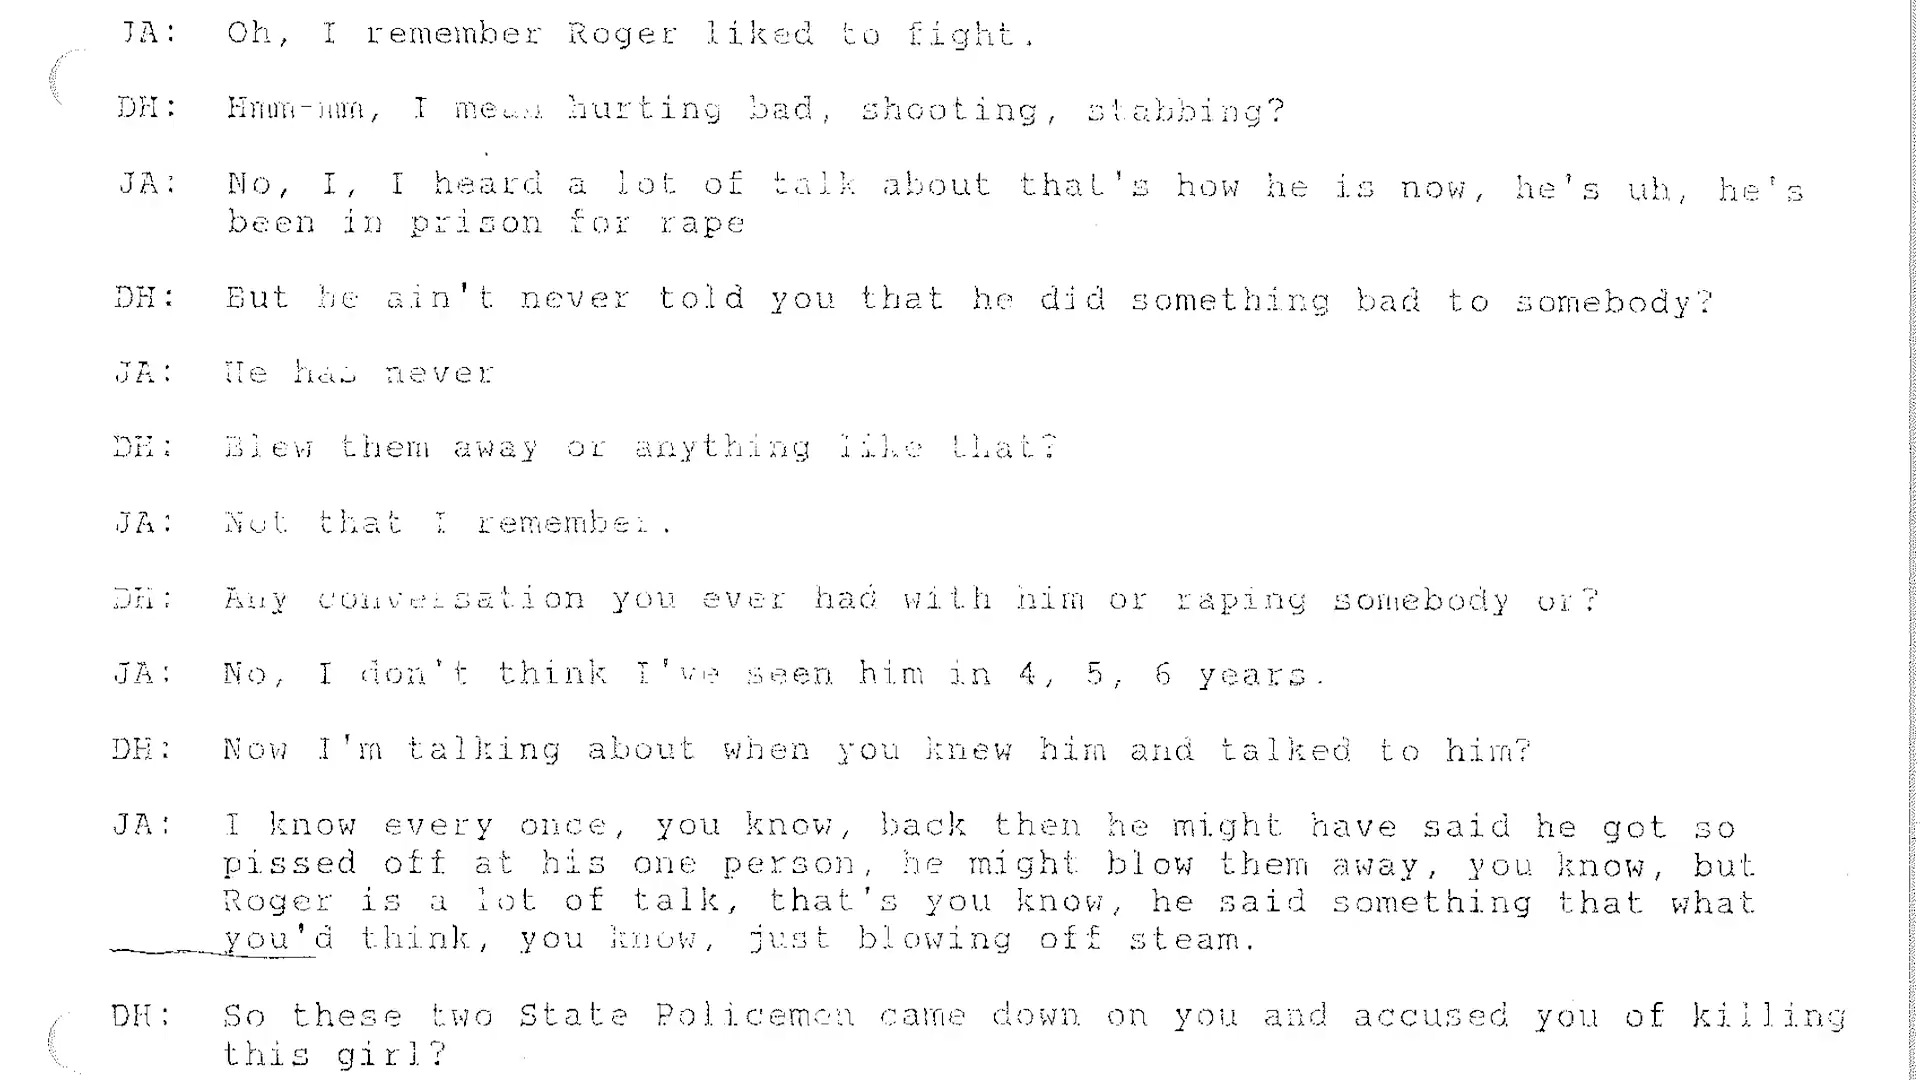 JA: Oh, I remember Roger liked to fight.
DH: Hmm-mm, I mean hurting bad, shooting, stabbing?
JA: No, I, I heard a lot of talk about that's how he is now, he's uh, he's
been in prison for rape
DH: But he ain't never told you that he did something bad to somebody?
JA: He has never
DH: Blew them away or anything like that?
JA: Not that I remember.
DH: Any conversation you ever had with him or raping somebody or?
JA: No, I don't think I've seen him in 4, 5, 6 years.
DH: Now I'm talking about when you knew him and talked to him?
JA: I know every once, you know, back then he might have said he got so
pissed off at his one person, he might blow them away, you know, but
Roger is a lot of talk, that's you know, he said something that what
you'd think, you know, just blowing off steam.
DH: So these two State Policemen came down on you and accused you of killing
this girl?